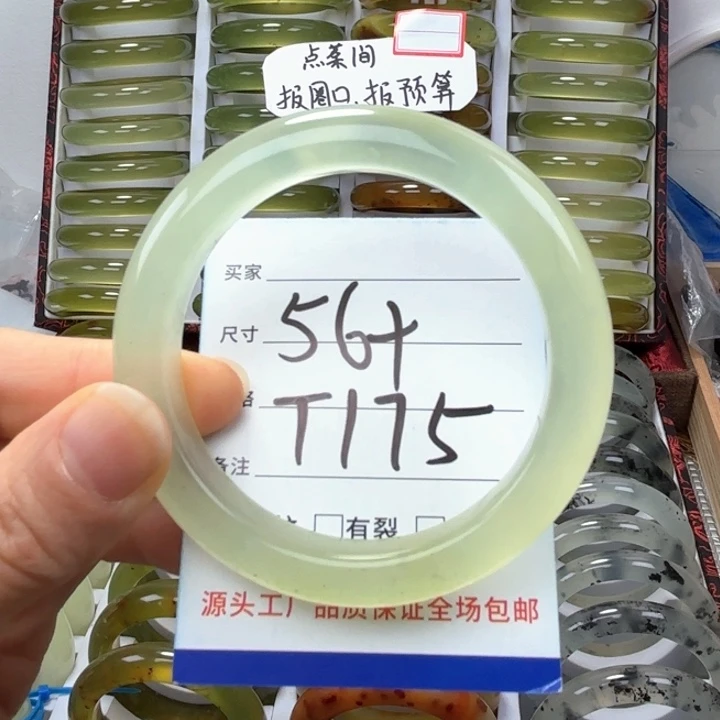 点菜间
报圈口、报预算
买家
尺寸 56+
格 T175
备注
有裂
源头工厂品质保证全场包邮